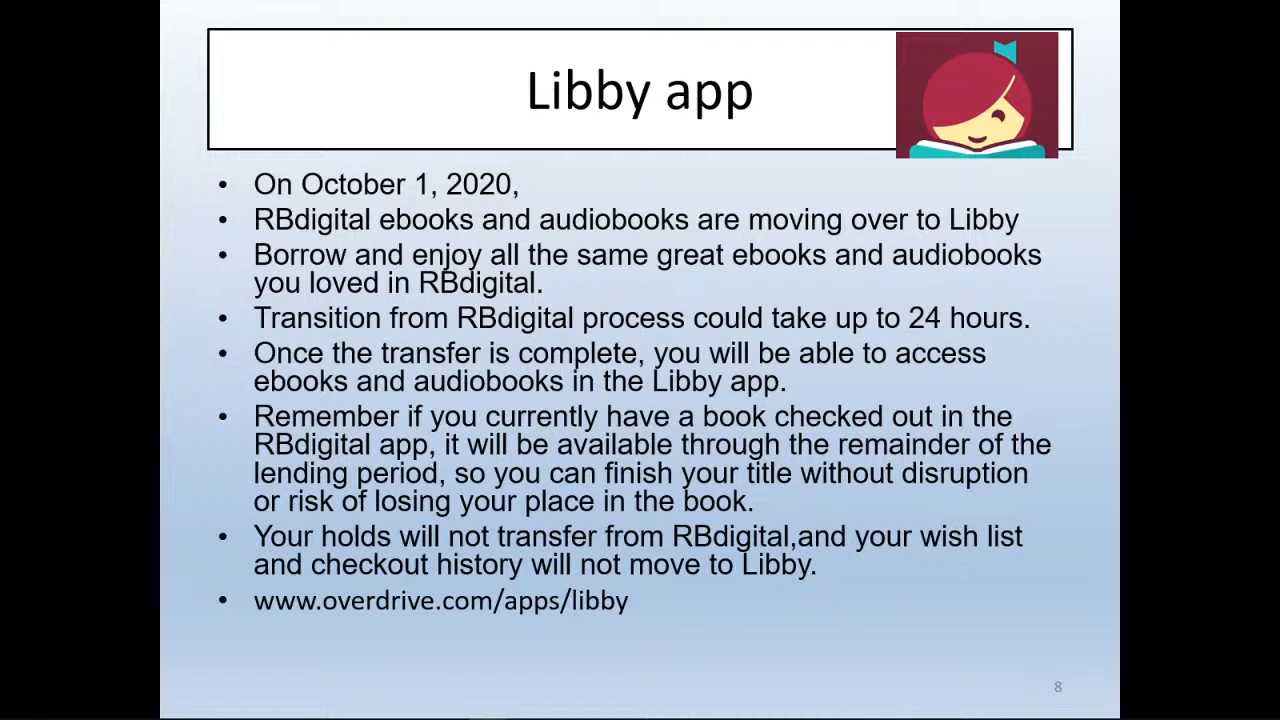 Libby app
• On October 1, 2020,
• RBdigital ebooks and audiobooks are moving over to Libby
• Borrow and enjoy all the same great ebooks and audiobooks
you loved in RBdigital.
• Transition from RBdigital process could take up to 24 hours.
• Once the transfer is complete, you will be able to access
ebooks and audiobooks in the Libby app.
• Remember if you currently have a book checked out in the
RBdigital app, it will be available through the remainder of the
lending period, so you can finish your title without disruption
or risk of losing your place in the book.
• Your holds will not transfer from RBdigital,and your wish list
and checkout history will not move to Libby.
• www.overdrive.com/apps/libby
8